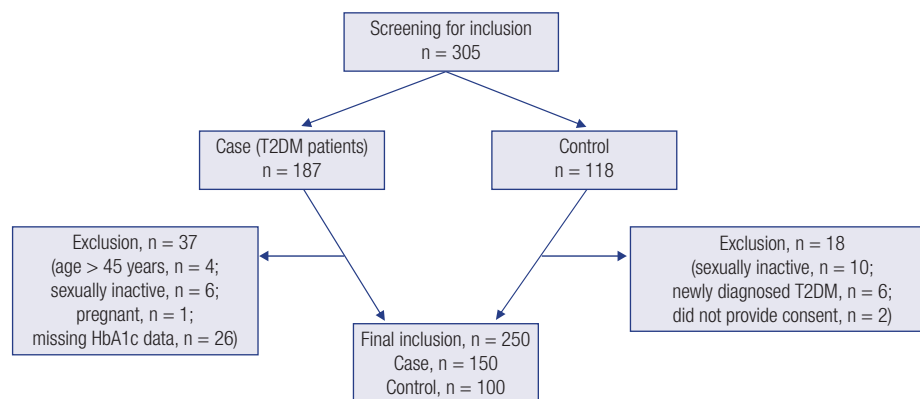 Screening for inclusion
n = 305
Case (T2DM patients)
n = 187
Control
n = 118
Exclusion, n = 37
(age > 45 years, n = 4;
sexually inactive, n = 6;
pregnant, n = 1;
missing HbA1c data, n = 26)
Exclusion, n = 18
(sexually inactive, n = 10;
newly diagnosed T2DM, n = 6;
did not provide consent, n = 2)
Final inclusion, n = 250
Case, n = 150
Control, n = 100